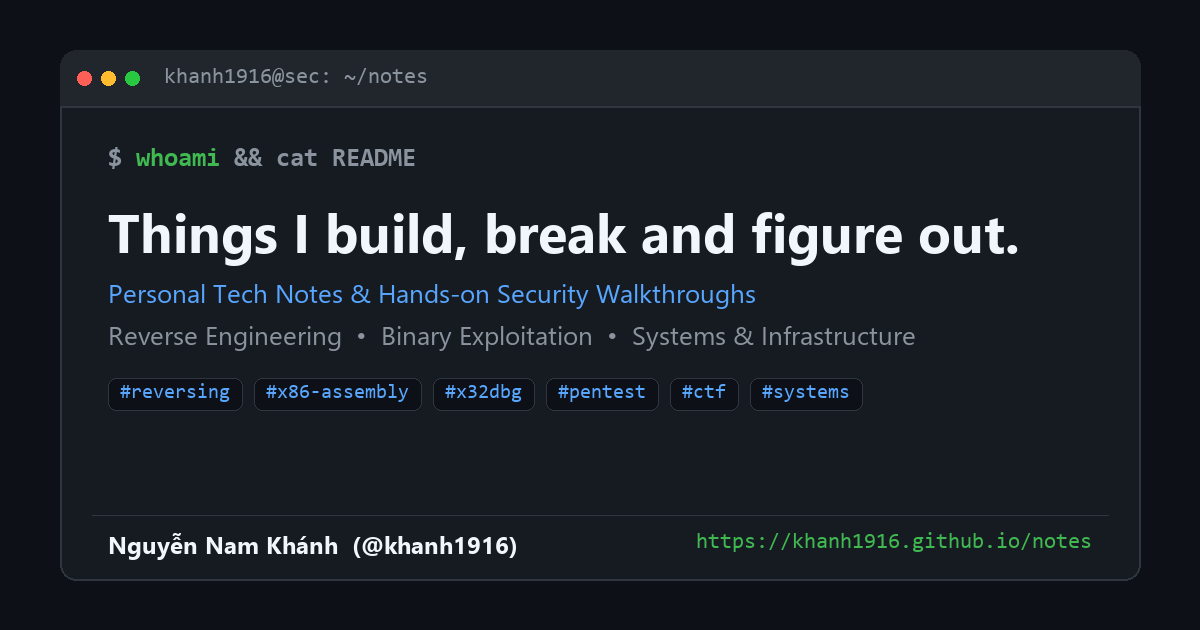 khanh1916@sec: ~/notes
$ whoami && cat README
Things I build, break and figure out.
Personal Tech Notes & Hands-on Security Walkthroughs
Reverse Engineering • Binary Exploitation • Systems & Infrastructure
#reversing #x86-assembly #x32dbg #pentest #ctf #systems
Nguyễn Nam Khánh (@khanh1916) https://khanh1916.github.io/notes